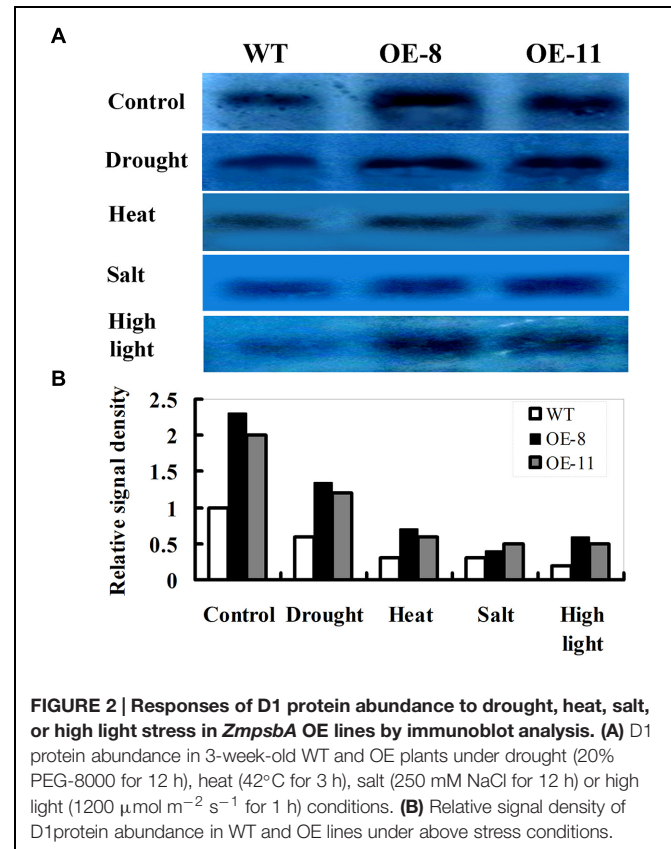 A
WT OE-8 OE-11
Control
Drought
Heat
Salt
High
light
B
2.5
2
1.5
1
0.5
0
Relative signal density
WT
OE-8
OE-11
Control Drought Heat Salt High
light
FIGURE 2 | Responses of D1 protein abundance to drought, heat, salt,
or high light stress in ZmpsbA OE lines by immunoblot analysis. (A) D1
protein abundance in 3-week-old WT and OE plants under drought (20%
PEG-8000 for 12 h), heat (42°C for 3 h), salt (250 mM NaCl for 12 h) or high
light (1200 μmol m−2 s−1 for 1 h) conditions. (B) Relative signal density of
D1protein abundance in WT and OE lines under above stress conditions.